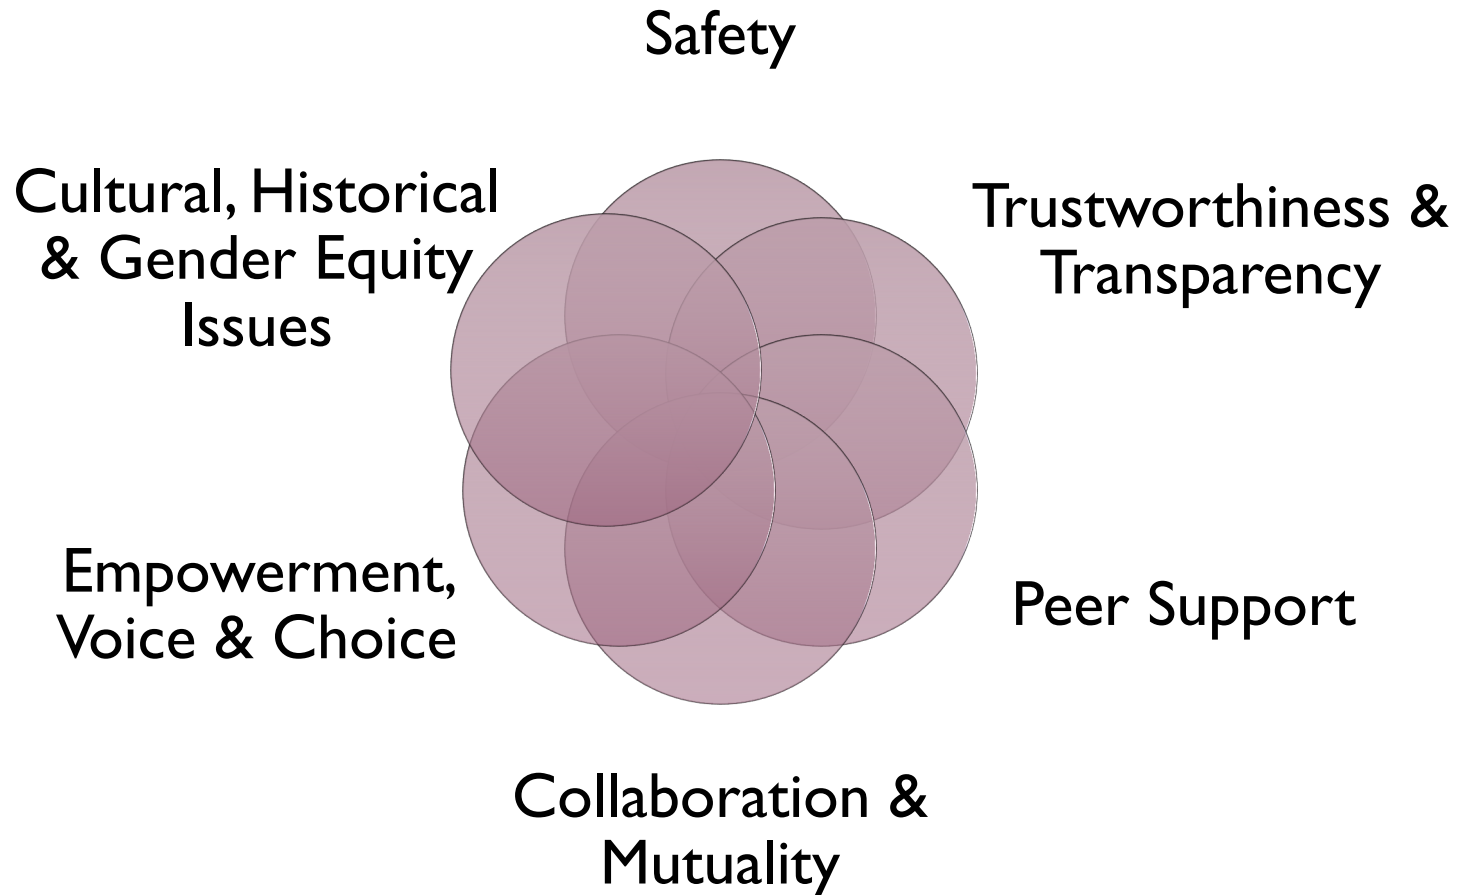 Safety
Trustworthiness &
Transparency
Peer Support
Collaboration &
Mutuality
Empowerment,
Voice & Choice
Cultural, Historical
& Gender Equity
Issues